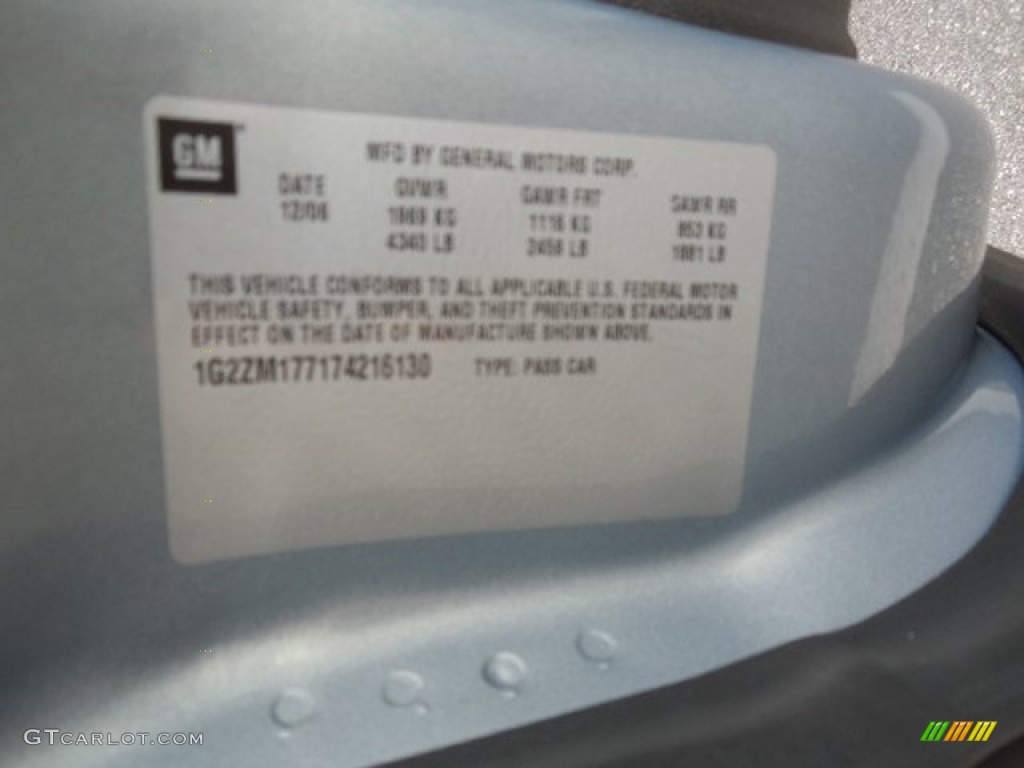 GM
MFD BY GENERAL MOTORS CORP.
DATE GVWR GAWR FRT GAWR RR
12/06 1969 KG 1116 KG 853 KG
4340 LB 2458 LB 1881 LB
THIS VEHICLE CONFORMS TO ALL APPLICABLE U.S. FEDERAL MOTOR
VEHICLE SAFETY, BUMPER, AND THEFT PREVENTION STANDARDS IN
EFFECT ON THE DATE OF MANUFACTURE SHOWN ABOVE.
1G2ZM177174216130 TYPE: PASS CAR
GTCARLOT.COM